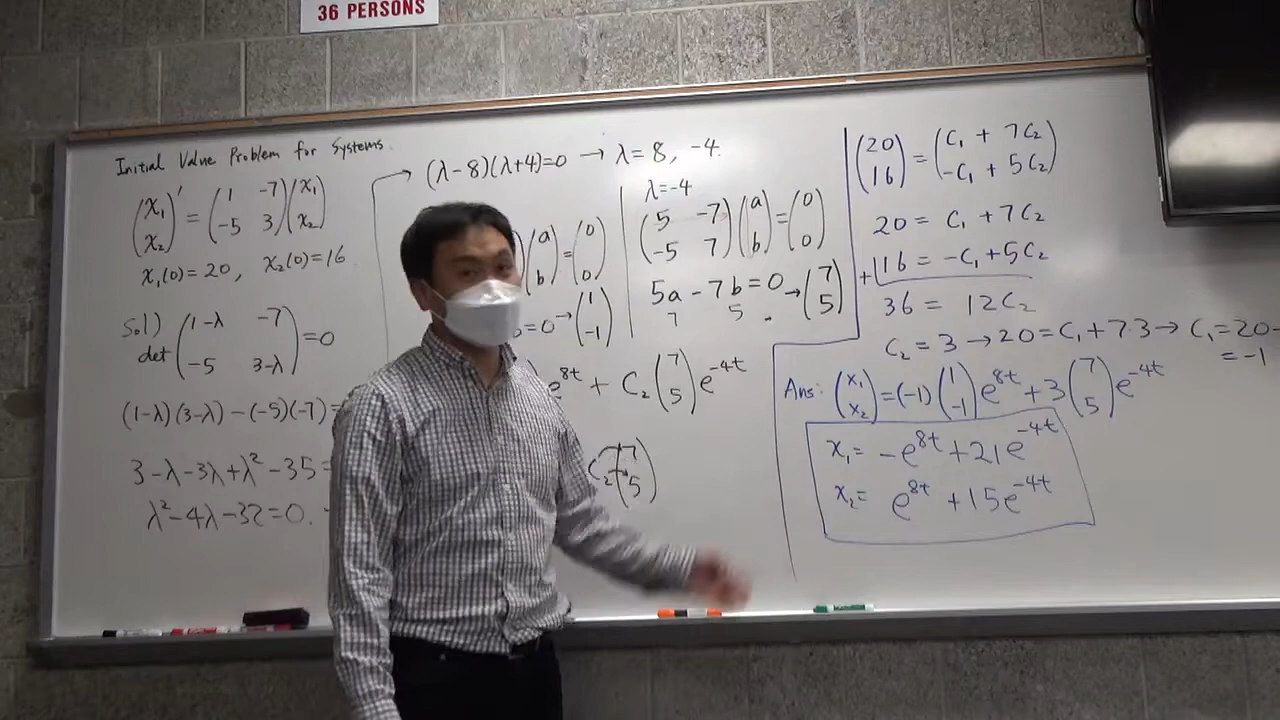 36 PERSONS
Initial Value Problem for Systems
(x₁ x₂)' = (1 -7 -5 3)(x₁ x₂)
x₁(0)=20, x₂(0)=16
Sol)
det (1-λ -7 -5 3-λ) =0
(1-λ)(3-λ) - (-5)(-7) =
3-λ-3λ+λ²-35=
λ²-4λ-32=0.
→ (λ-8)(λ+4)=0 → λ=8, -4.
(a b) = (0 0)
=0 → (1 -1)
λ=-4
(5 -7 -5 7)(a b) = (0 0)
5a - 7b = 0 → (7 5)
7 5
e^{8t} + C₂ (7 5) e^{-4t}
C₂ (7 5)
(20 16) = (C₁ + 7C₂ -C₁ + 5C₂)
20 = C₁ + 7C₂
+ 16 = -C₁ + 5C₂
36 = 12C₂
C₂ = 3 → 20 = C₁ + 7·3 → C₁ = 20-
= -1
Ans: (x₁ x₂) = (-1)(1 -1) e^{8t} + 3 (7 5) e^{-4t}
x₁= -e^{8t} + 21e^{-4t}
x₂= e^{8t} + 15e^{-4t}